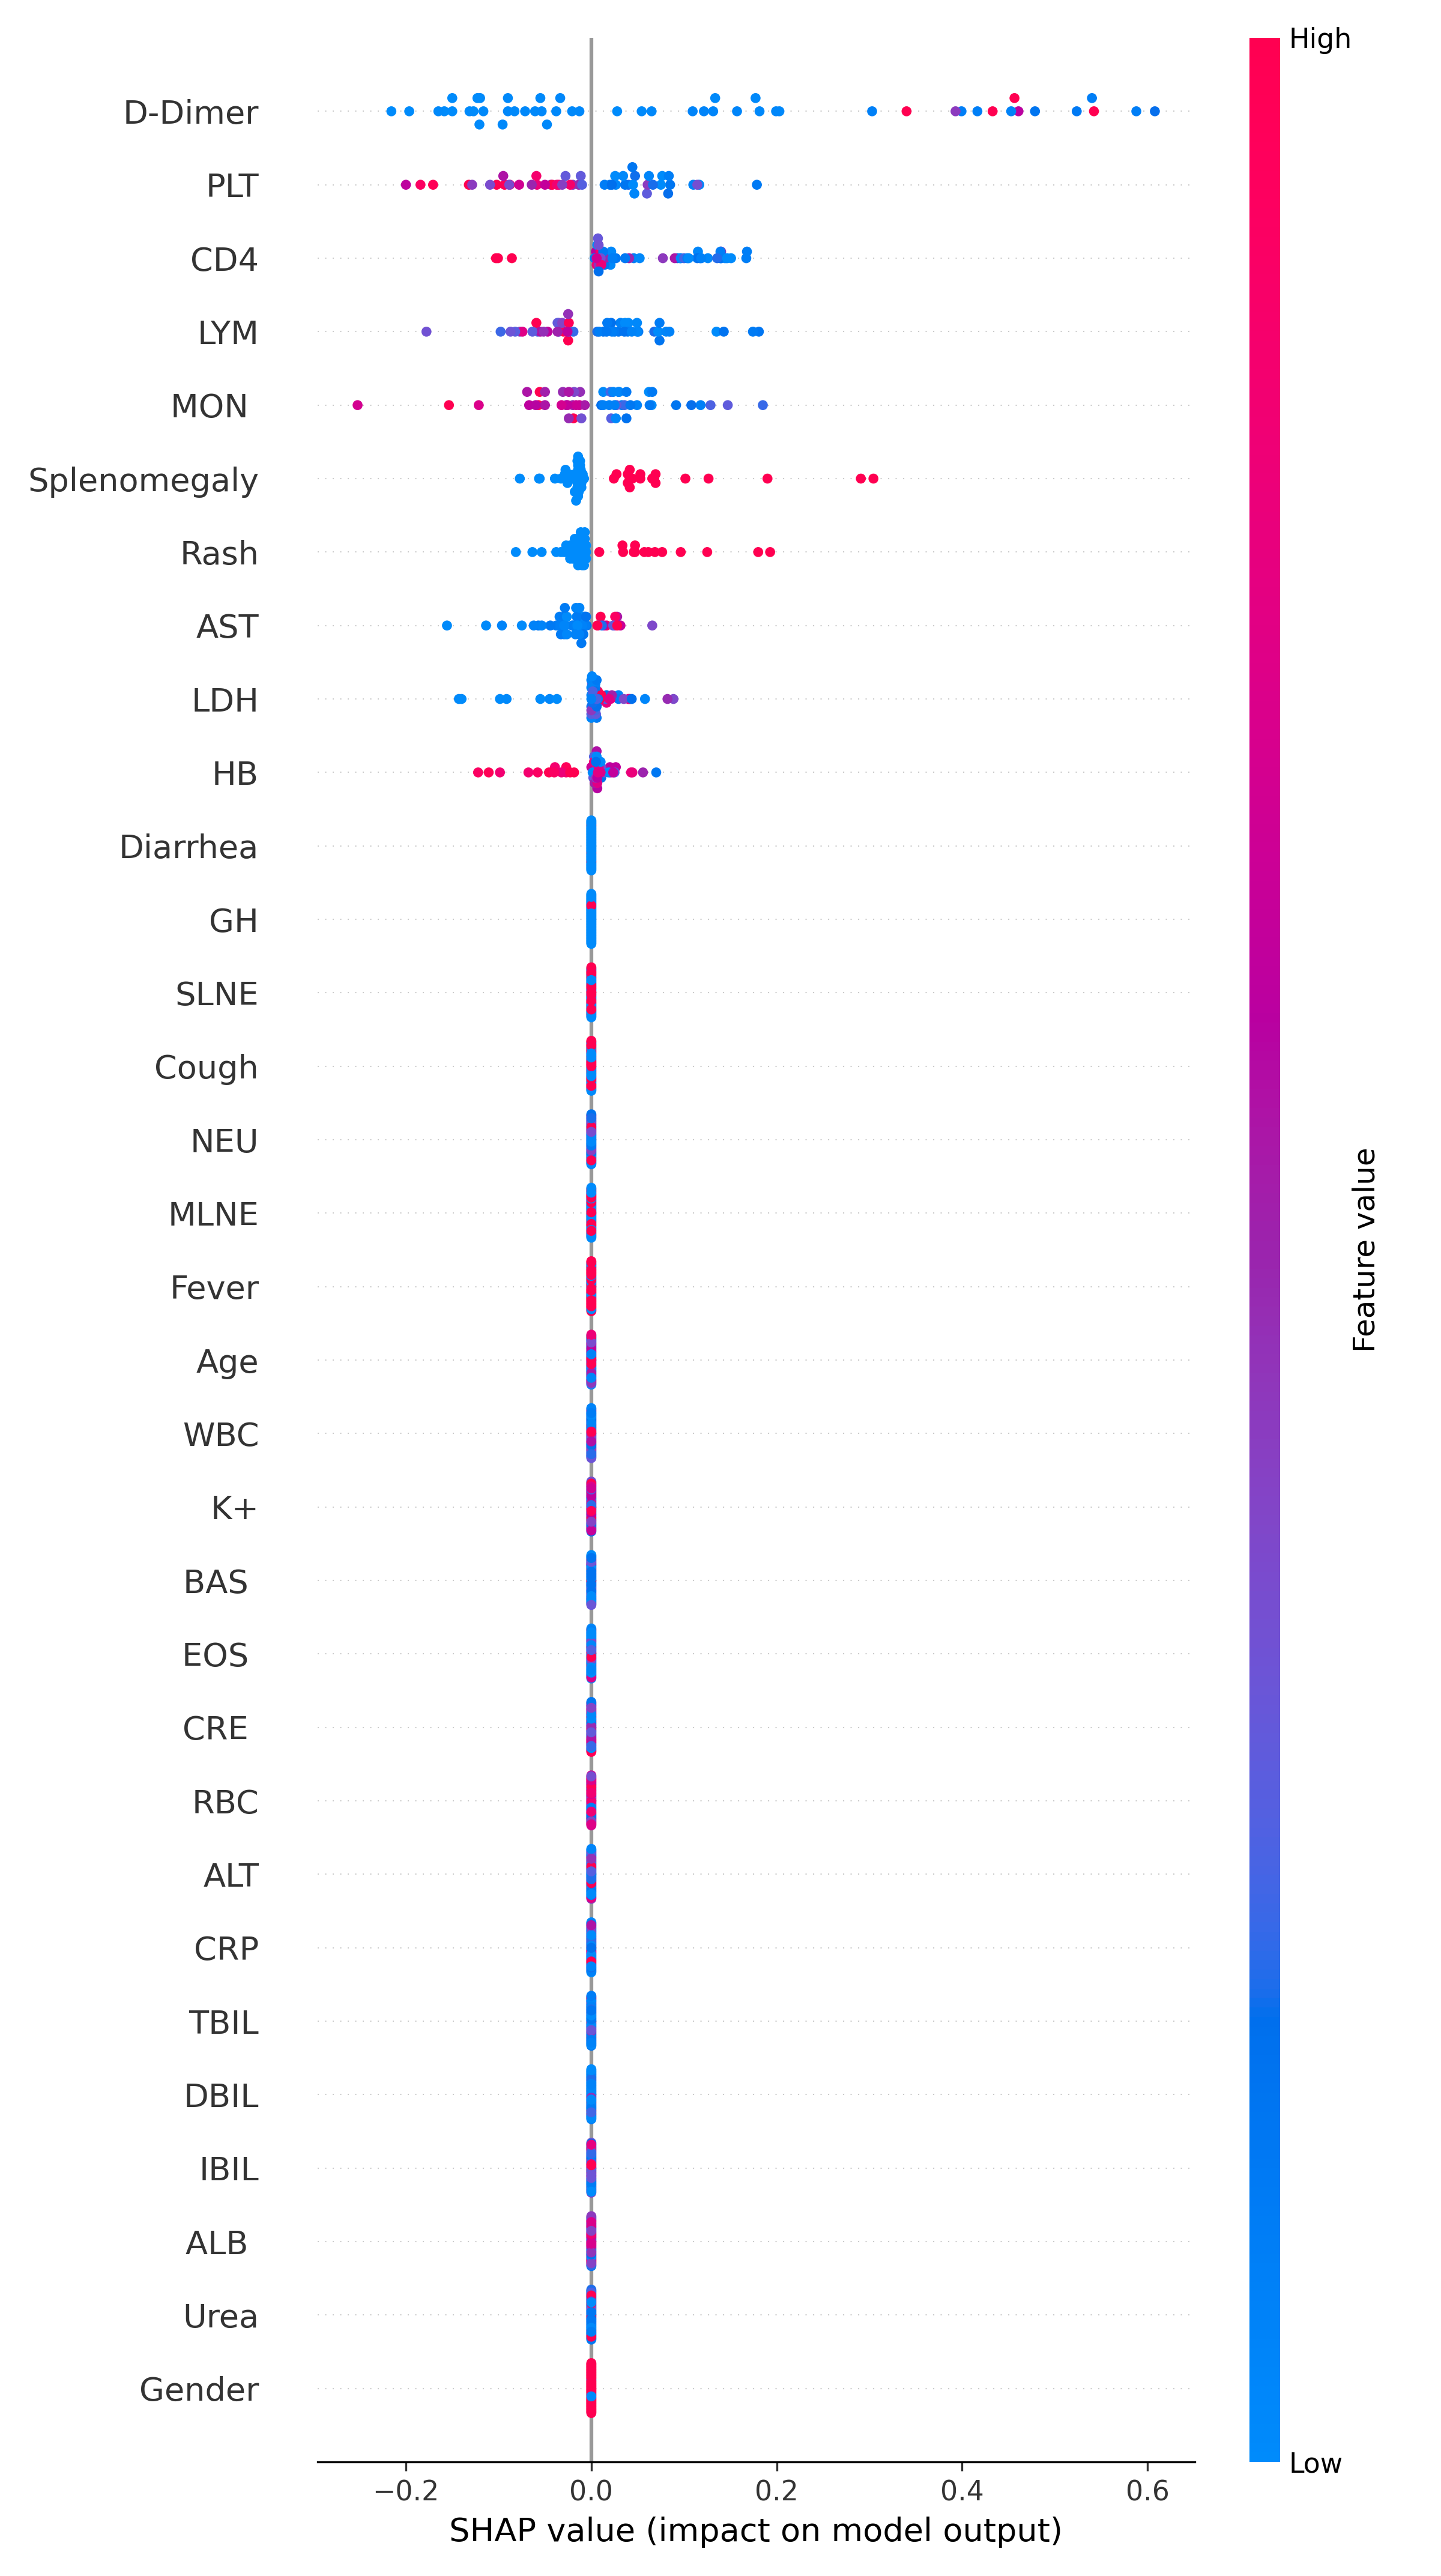 High
D-Dimer
PLT
CD4
LYM
MON
Splenomegaly
Rash
AST
LDH
HB
Diarrhea
GH
SLNE
Cough
NEU
MLNE
Fever
Age
WBC
K+
BAS
EOS
CRE
RBC
ALT
CRP
TBIL
DBIL
IBIL
ALB
Urea
Gender
Feature value
Low
−0.2 0.0 0.2 0.4 0.6
SHAP value (impact on model output)